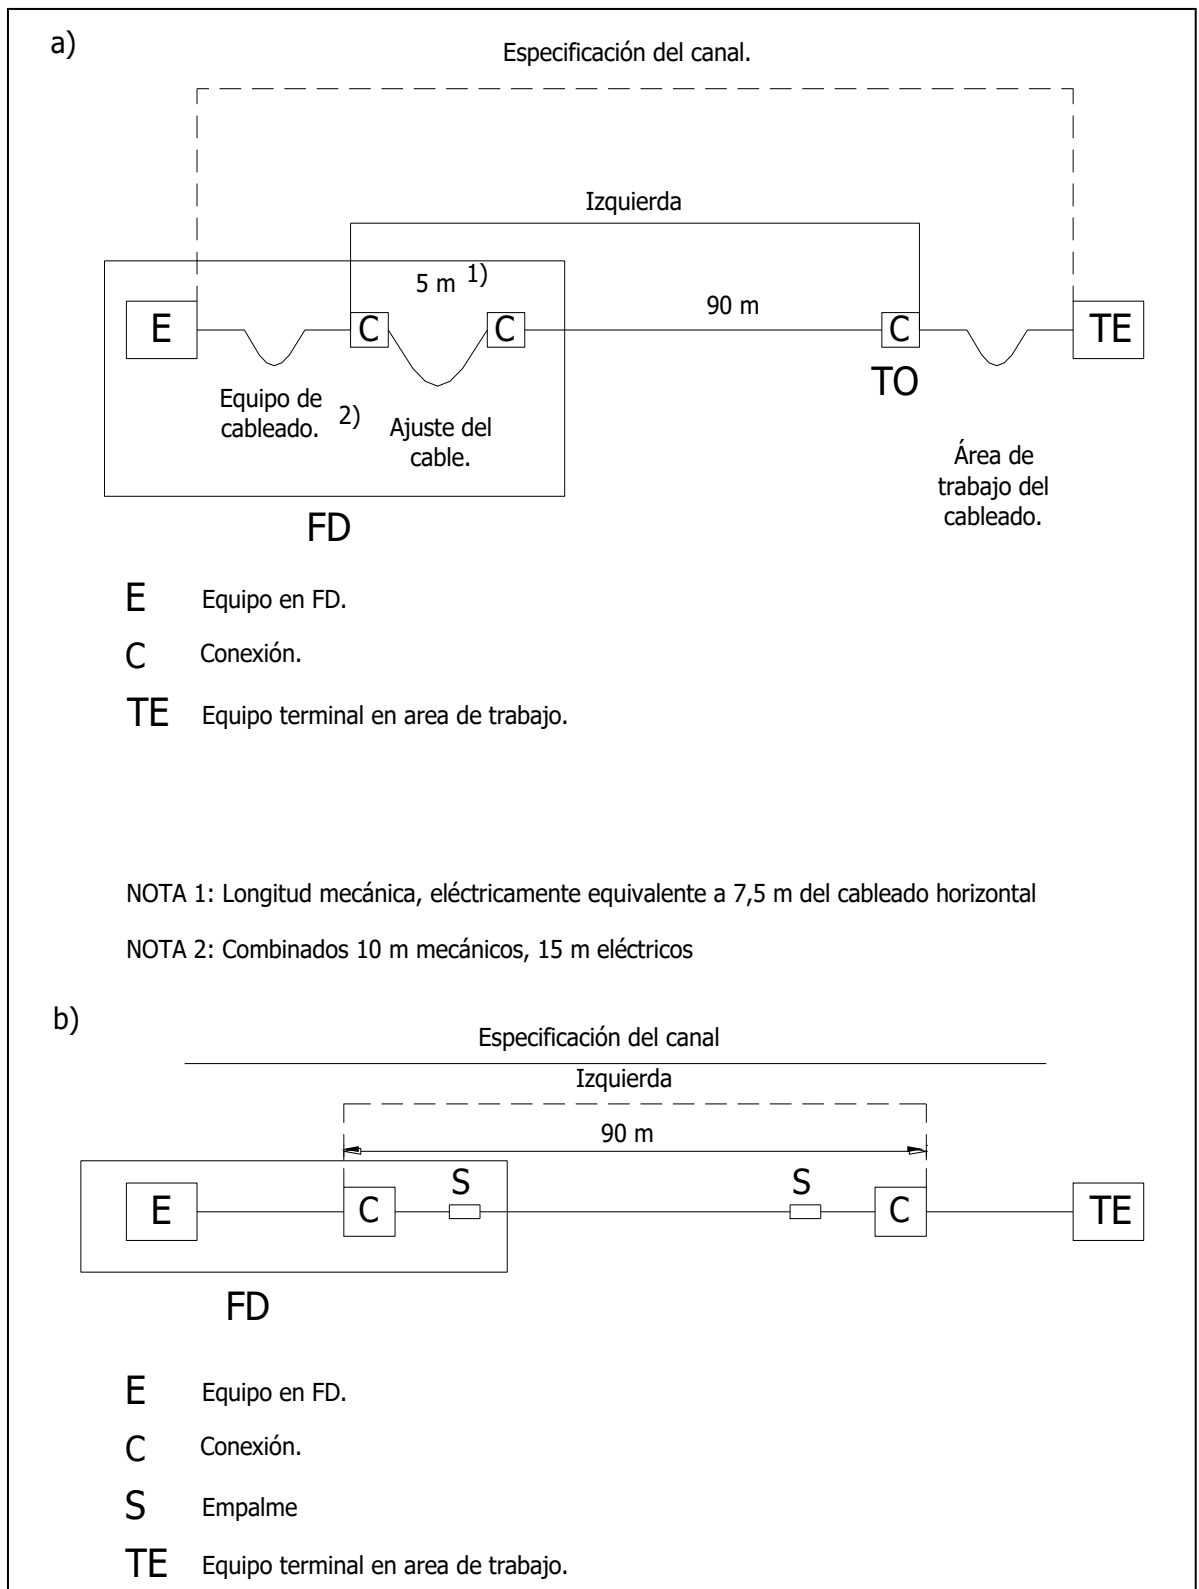 a)
Especificación del canal.
Izquierda
5 m 1)
90 m
E
C
C
C
TE
TO
Equipo de
cableado.
2)
Ajuste del
cable.
Área de
trabajo del
cableado.
FD
E Equipo en FD.
C Conexión.
TE Equipo terminal en area de trabajo.
NOTA 1: Longitud mecánica, eléctricamente equivalente a 7,5 m del cableado horizontal
NOTA 2: Combinados 10 m mecánicos, 15 m eléctricos
b)
Especificación del canal
Izquierda
90 m
S
S
E
C
C
TE
FD
E Equipo en FD.
C Conexión.
S Empalme
TE Equipo terminal en area de trabajo.